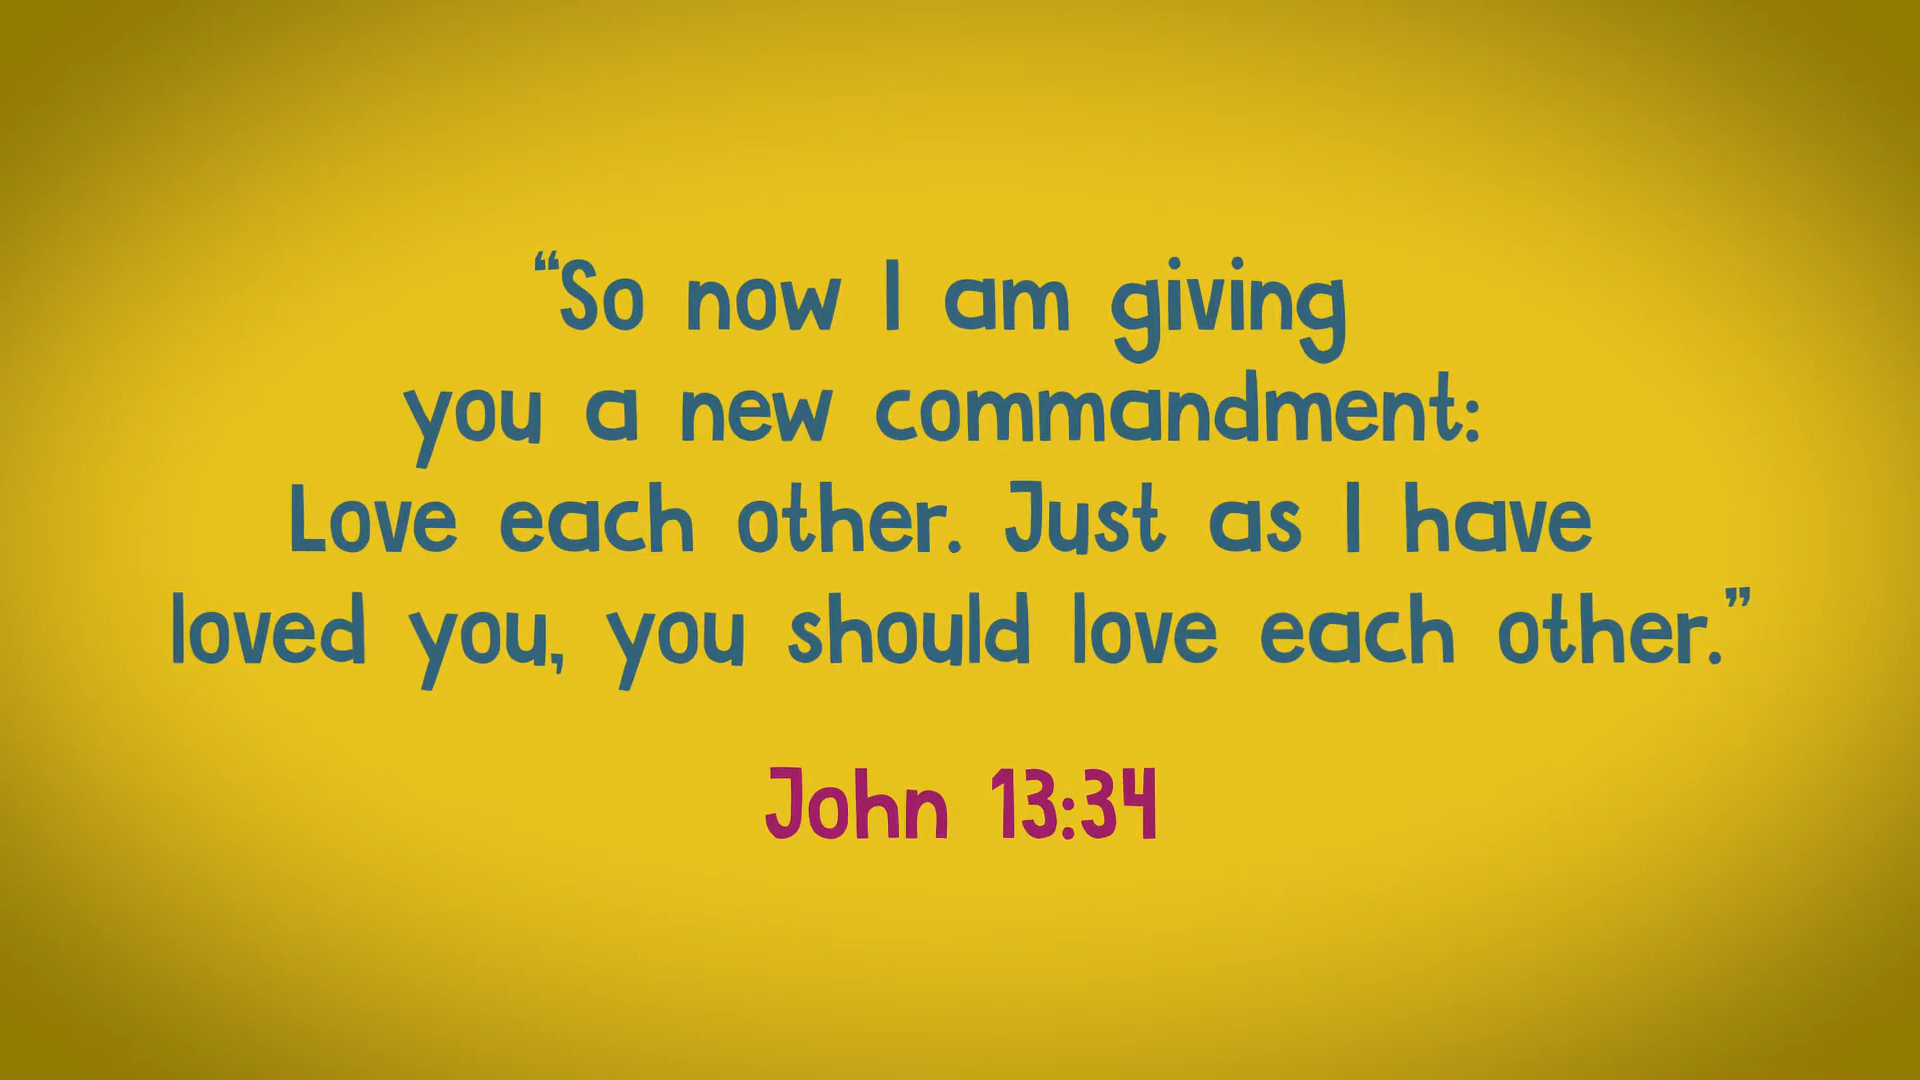 “So now I am giving
you a new commandment:
Love each other. Just as I have
loved you, you should love each other.”
John 13:34